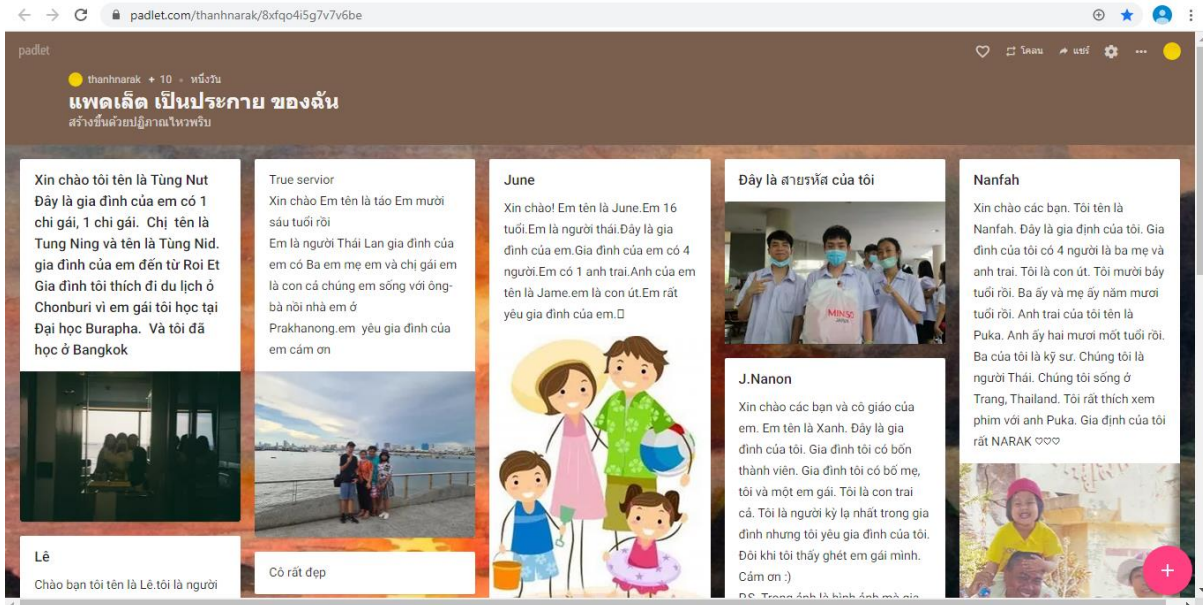 padlet.com/thanhnarak/8xfqo4i5g7v7v6be
padlet
โคลน
แชร์
thanhnarak + 10 • หนึ่งวัน
แพดเล็ต เป็นประกาย ของฉัน
สร้างขึ้นด้วยปฏิภาณไหวพริบ
Xin chào tôi tên là Tùng Nut
Đây là gia đình của em có 1
chi gái, 1 chi gái. Chị tên là
Tung Ning và tên là Tùng Nid.
gia đình của em đến từ Roi Et
Gia đình tôi thích đi du lịch ỏ
Chonburi vì em gái tôi học tại
Đại học Burapha. Và tôi đã
học ở Bangkok
Lê
Chào bạn tôi tên là Lê.tôi là người
True servior
Xin chào Em tên là táo Em mười
sáu tuổi rồi
Em là người Thái Lan gia đình của
em có Ba em mẹ em và chị gái em
là con cả chúng em sống với ông-
bà nồi nhà em ở
Prakhanong.em yêu gia đình của
em cám ơn
Cô rất đẹp
June
Xin chào! Em tên là June.Em 16
tuổi.Em là người thái.Đây là gia
đình của em.Gia đình của em có 4
người.Em có 1 anh trai.Anh của em
tên là Jame.em là con út.Em rất
yêu gia đình của em.
Đây là สายรหัส của tôi
MINISO
JAPAN
J.Nanon
Xin chào các bạn và cô giáo của
em. Em tên là Xanh. Đây là gia
đình của tôi. Gia đình tôi có bốn
thành viên. Gia đình tôi có bố mẹ,
tôi và một em gái. Tôi là con trai
cả. Tôi là người kỳ lạ nhất trong gia
đình nhưng tôi yêu gia đình của tôi.
Đôi khi tôi thấy ghét em gái mình.
Cám ơn :)
P.S. Trong ảnh là hình ảnh mà gia
Nanfah
Xin chào các bạn. Tôi tên là
Nanfah. Đây là gia định của tôi. Gia
đình của tôi có 4 người là ba mẹ và
anh trai. Tôi là con út. Tôi mười bảy
tuổi rồi. Ba ấy và mẹ ấy năm mươi
tuổi rồi. Anh trai của tôi tên là
Puka. Anh ấy hai mươi mốt tuổi rồi.
Ba của tôi là kỹ sư. Chúng tôi là
người Thái. Chúng tôi sống ở
Trang, Thailand. Tôi rất thích xem
phim với anh Puka. Gia định của tôi
rất NARAK ♡♡♡